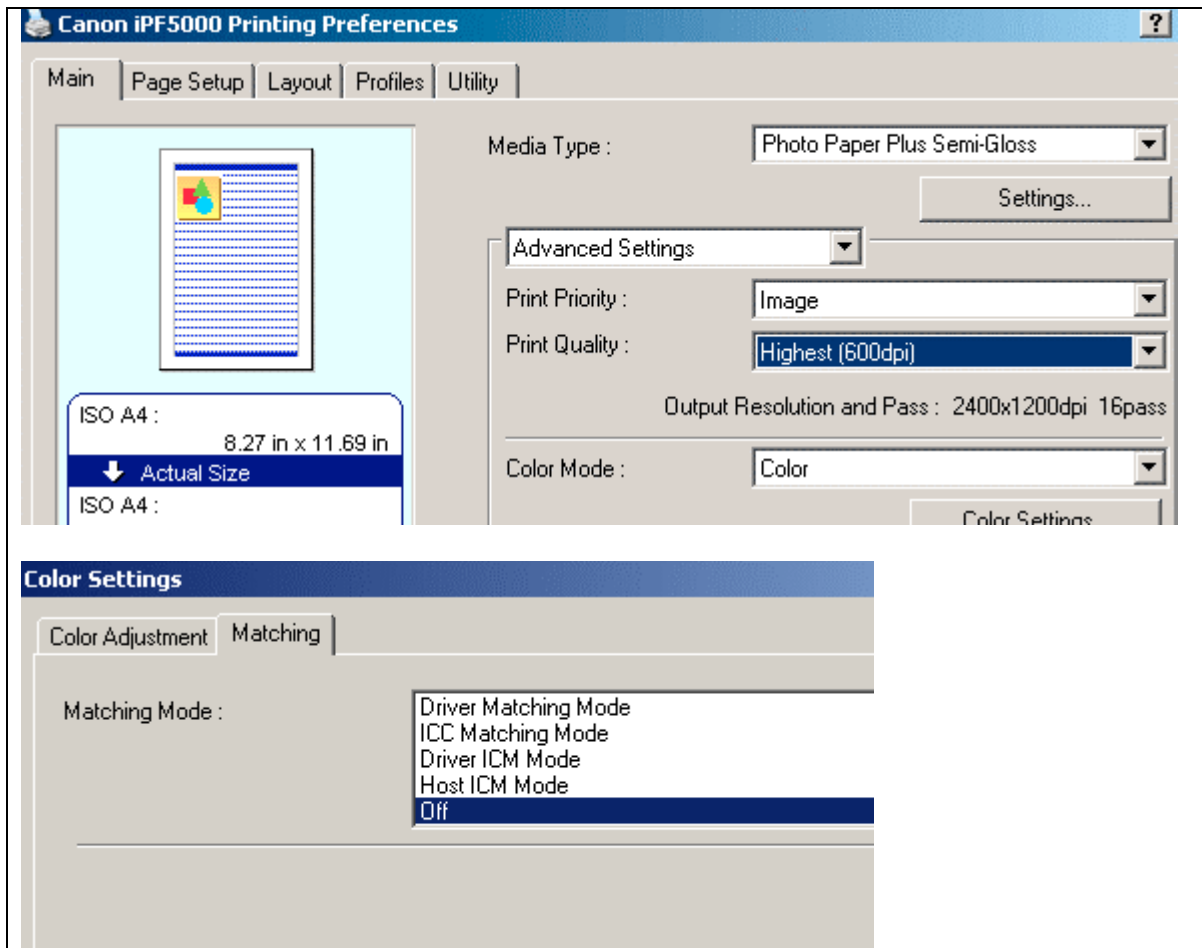 Canon iPF5000 Printing Preferences
?
Main Page Setup Layout Profiles Utility
Media Type : Photo Paper Plus Semi-Gloss
Settings...
Advanced Settings
Print Priority : Image
Print Quality : Highest (600dpi)
Output Resolution and Pass : 2400x1200dpi 16pass
ISO A4 :
8.27 in x 11.69 in
Actual Size
ISO A4 :
Color Mode : Color
Color Settings
Color Settings
Color Adjustment Matching
Matching Mode :
Driver Matching Mode
ICC Matching Mode
Driver ICM Mode
Host ICM Mode
Off